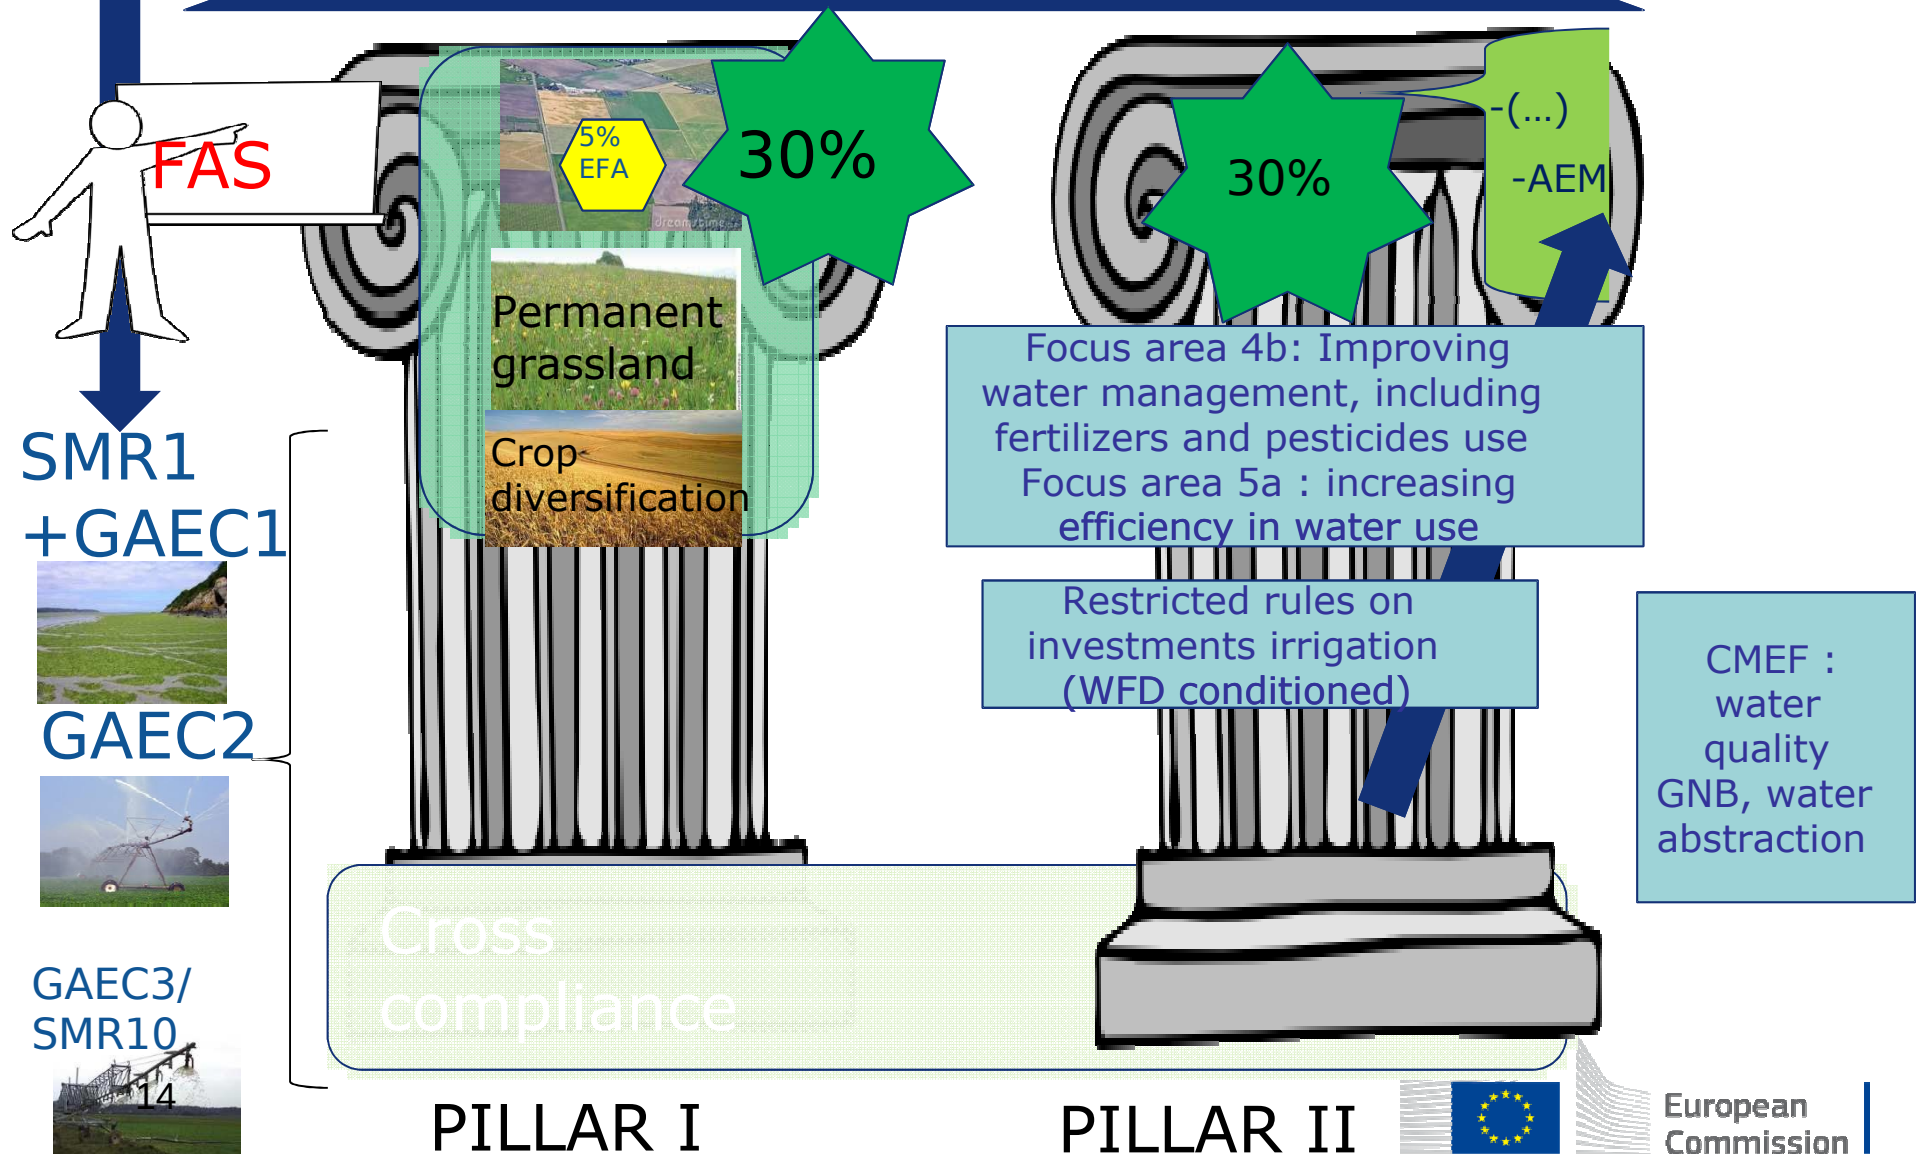 FAS
5%
EFA
30%
Permanent
grassland
Crop
diversification
30%
-(...)
-AEM
Focus area 4b: Improving
water management, including
fertilizers and pesticides use
Focus area 5a : increasing
efficiency in water use
Restricted rules on
investments irrigation
(WFD conditioned)
CMEF :
water
quality
GNB, water
abstraction
SMR1
+GAEC1
GAEC2
GAEC3/
SMR10
14
Cross
compliance
PILLAR I
PILLAR II
European
Commission
dreamstime